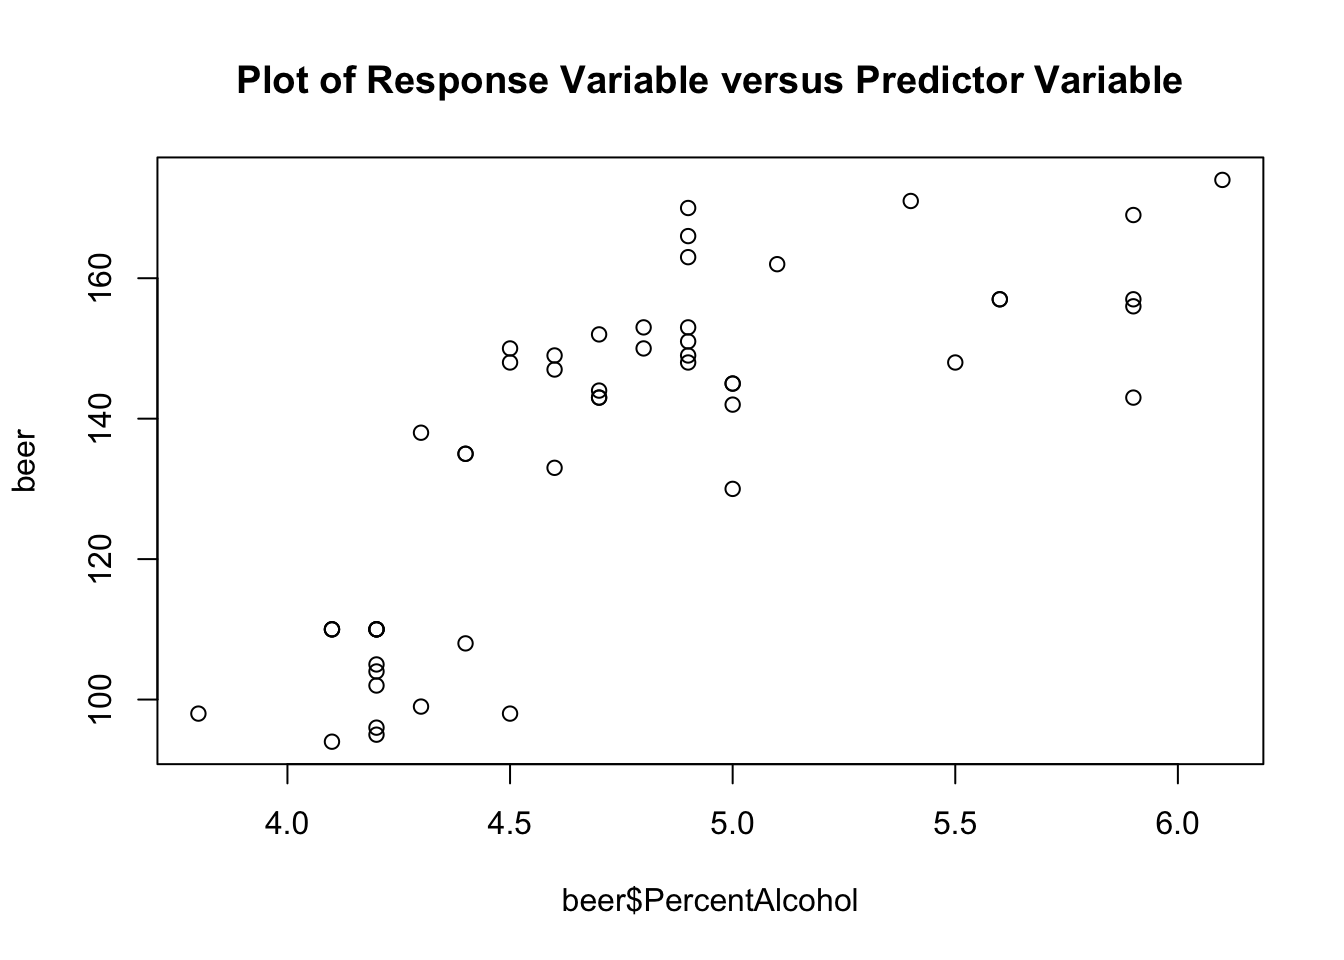 Plot of Response Variable versus Predictor Variable
beer
160
140
120
100
4.0 4.5 5.0 5.5 6.0
beer$PercentAlcohol